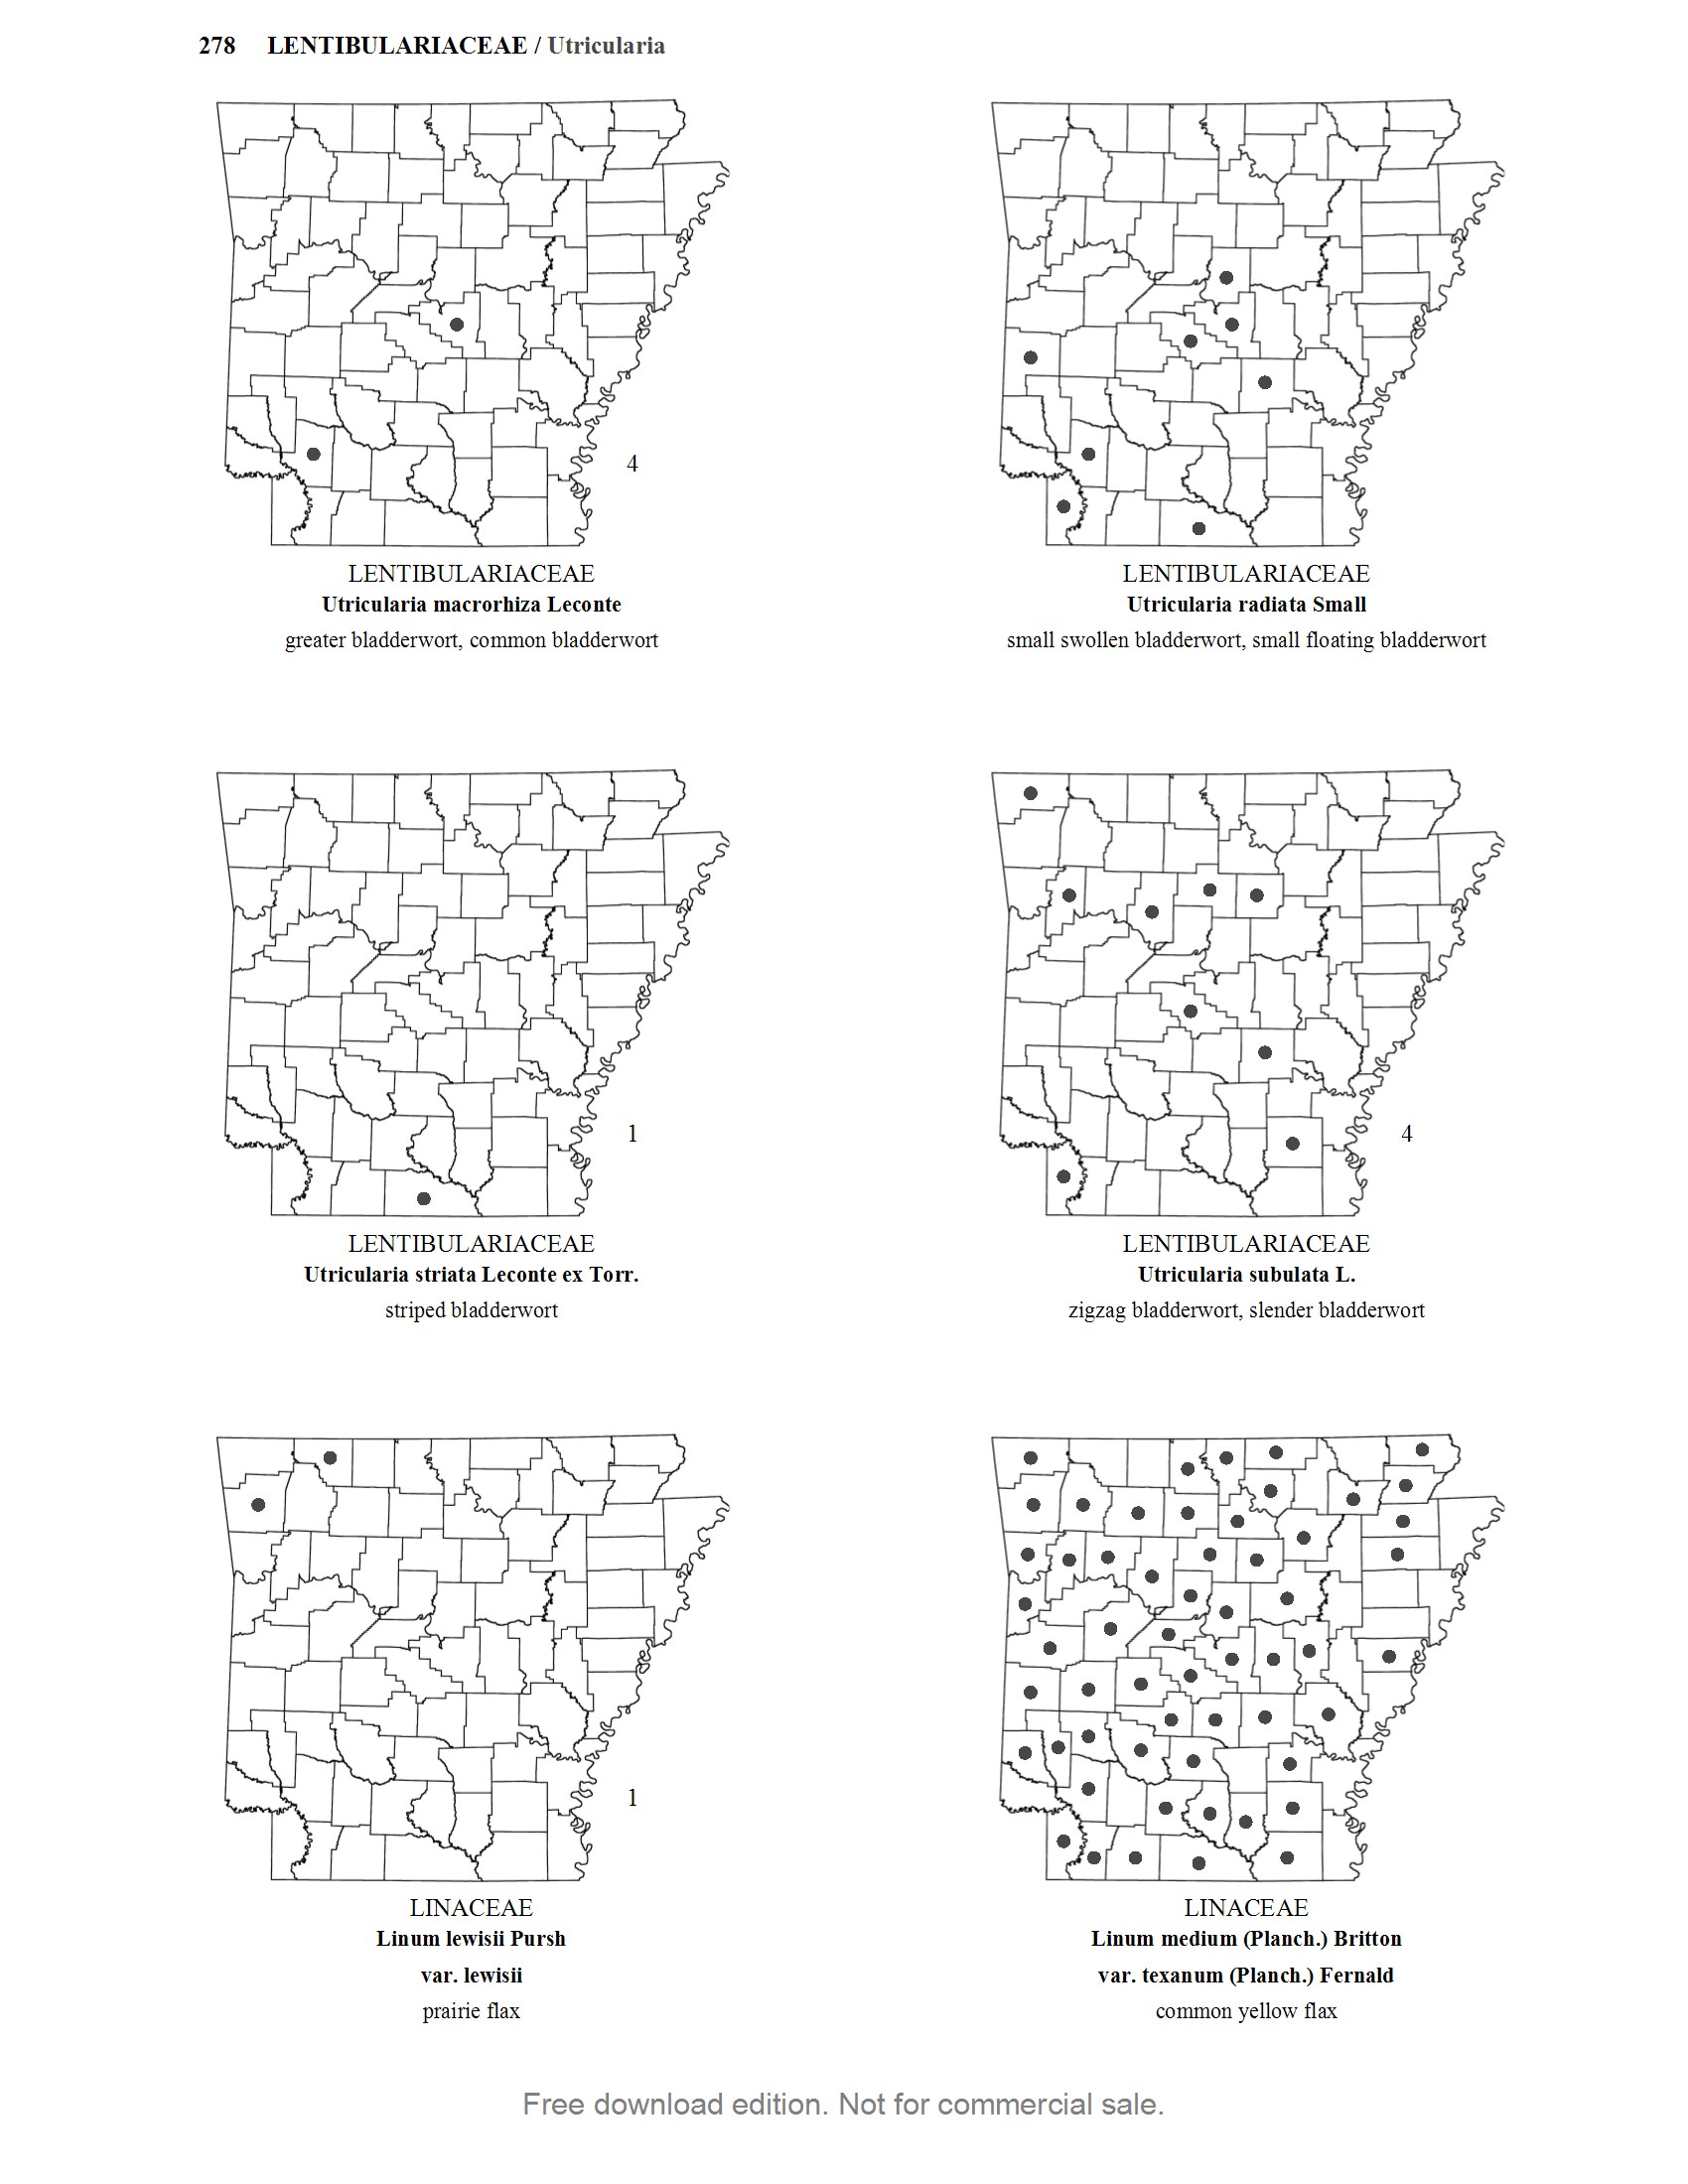 278 LENTIBULARIACEAE / Utricularia
4
LENTIBULARIACEAE
Utricularia macrorhiza Leconte
greater bladderwort, common bladderwort
LENTIBULARIACEAE
Utricularia radiata Small
small swollen bladderwort, small floating bladderwort
1
LENTIBULARIACEAE
Utricularia striata Leconte ex Torr.
striped bladderwort
4
LENTIBULARIACEAE
Utricularia subulata L.
zigzag bladderwort, slender bladderwort
1
LINACEAE
Linum lewisii Pursh
var. lewisii
prairie flax
LINACEAE
Linum medium (Planch.) Britton
var. texanum (Planch.) Fernald
common yellow flax
Free download edition. Not for commercial sale.